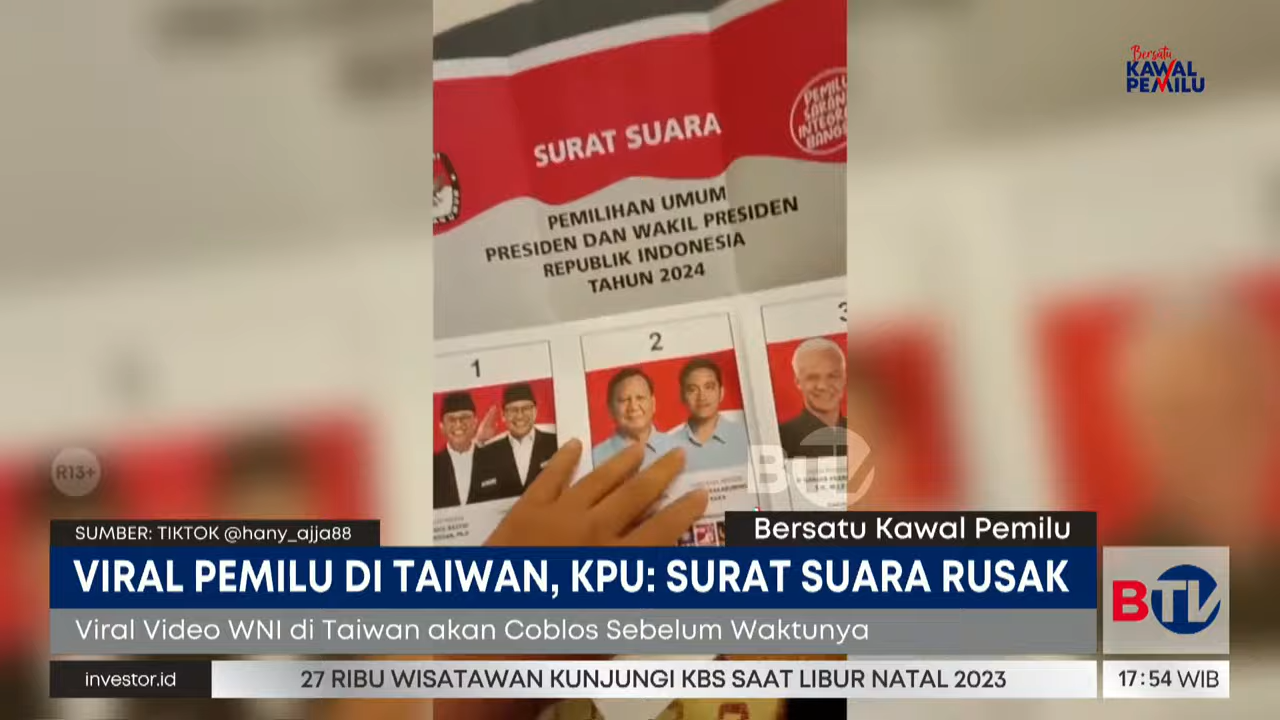 Bersatu
KAWAL
PEMILU
SURAT SUARA
PEMILIHAN UMUM
PRESIDEN DAN WAKIL PRESIDEN
REPUBLIK INDONESIA
TAHUN 2024
1
2
3
R13+
BTV
SUMBER: TIKTOK @hany_ajja88
Bersatu Kawal Pemilu
VIRAL PEMILU DI TAIWAN, KPU: SURAT SUARA RUSAK
Viral Video WNI di Taiwan akan Coblos Sebelum Waktunya
BTV
investor.id
27 RIBU WISATAWAN KUNJUNGI KBS SAAT LIBUR NATAL 2023
17:54 WIB